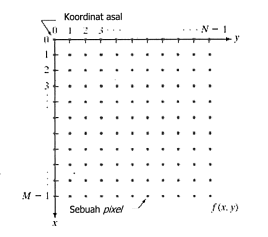 Koordinat asal
0 1 2 3 ··· ··· N − 1
y
0
1
2
3
⋮
M − 1
Sebuah pixel
f(x, y)
x